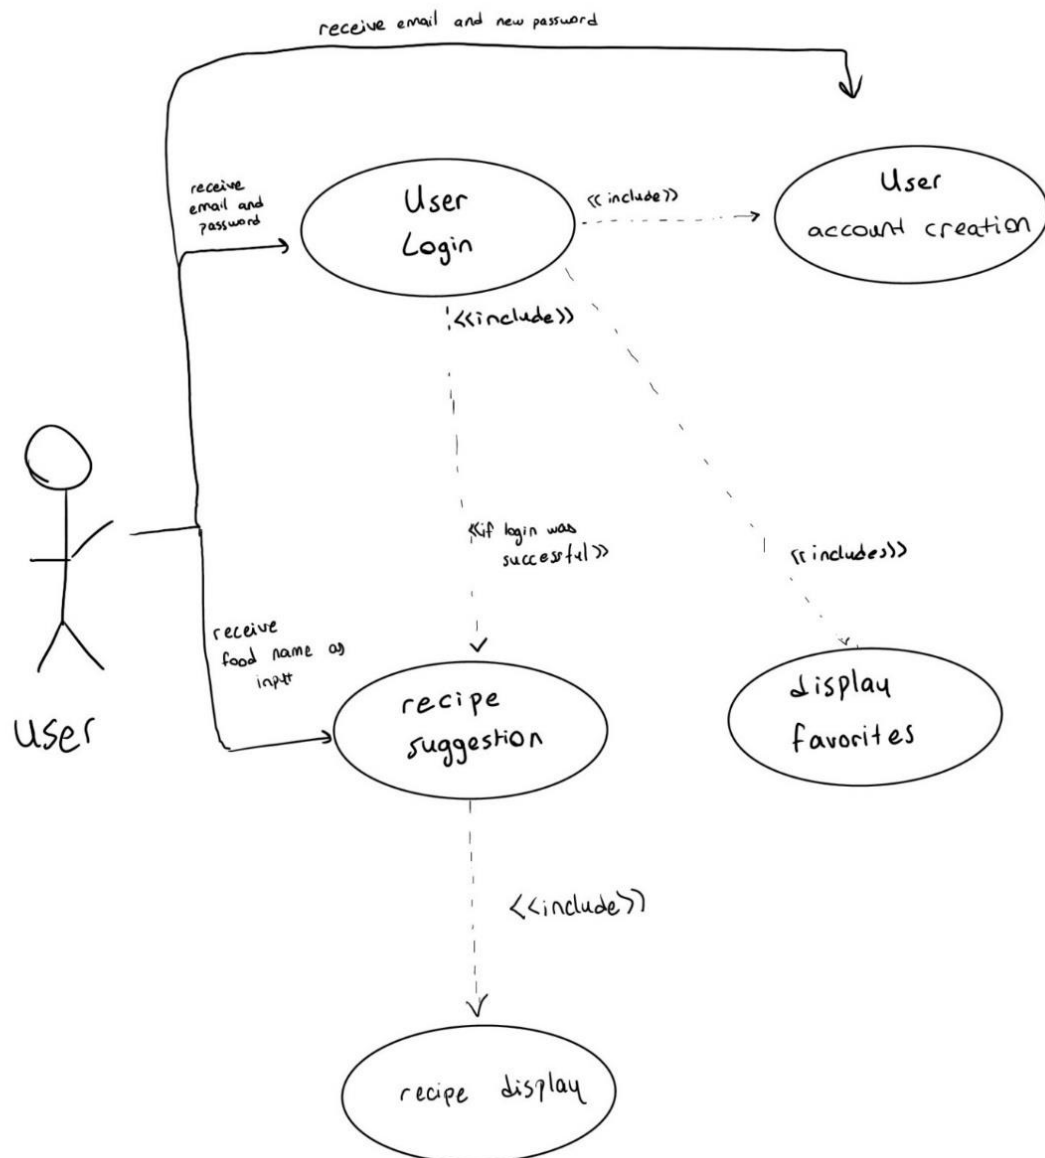 receive email and new password
receive
email and
password
User
Login
<<include>>
User
account creation
<<include>>
<<if login was
successful>>
<<includes>>
receive
food name as
input
user
recipe
suggestion
display
favorites
<<include>>
recipe display